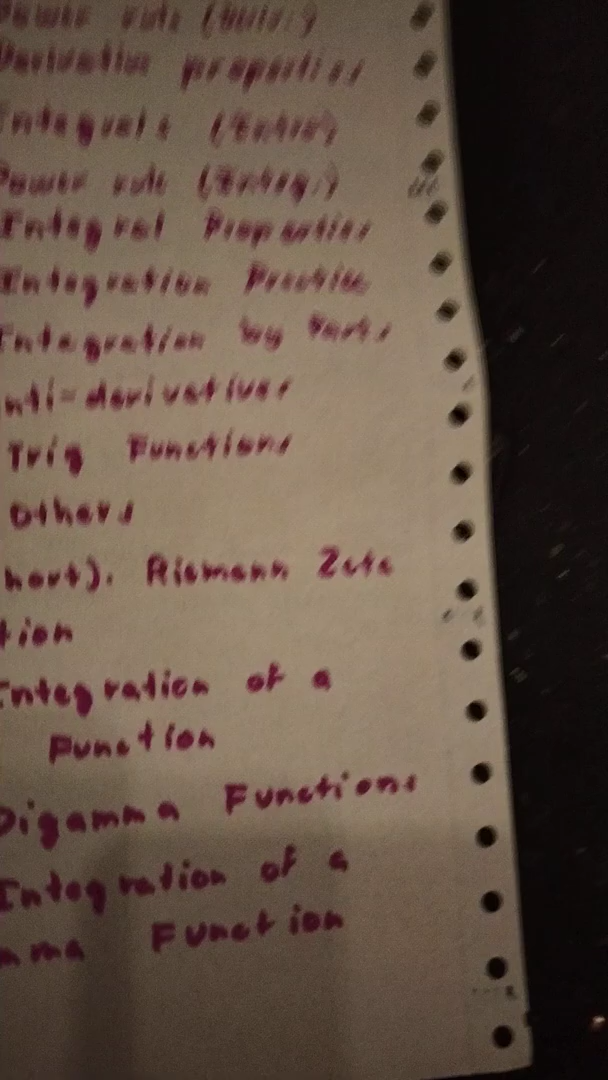 Power rule (Deriv.)
Derivative properties
Integrals (Intro)
Power rule (Integ.)
Integral Properties
Integration Practice
Integration by Parts
nti-derivatives
Trig Functions
Others
hort). Riemann Zeta
tion
Integration of a
Function
Digamma Functions
Integration of a
mma Function